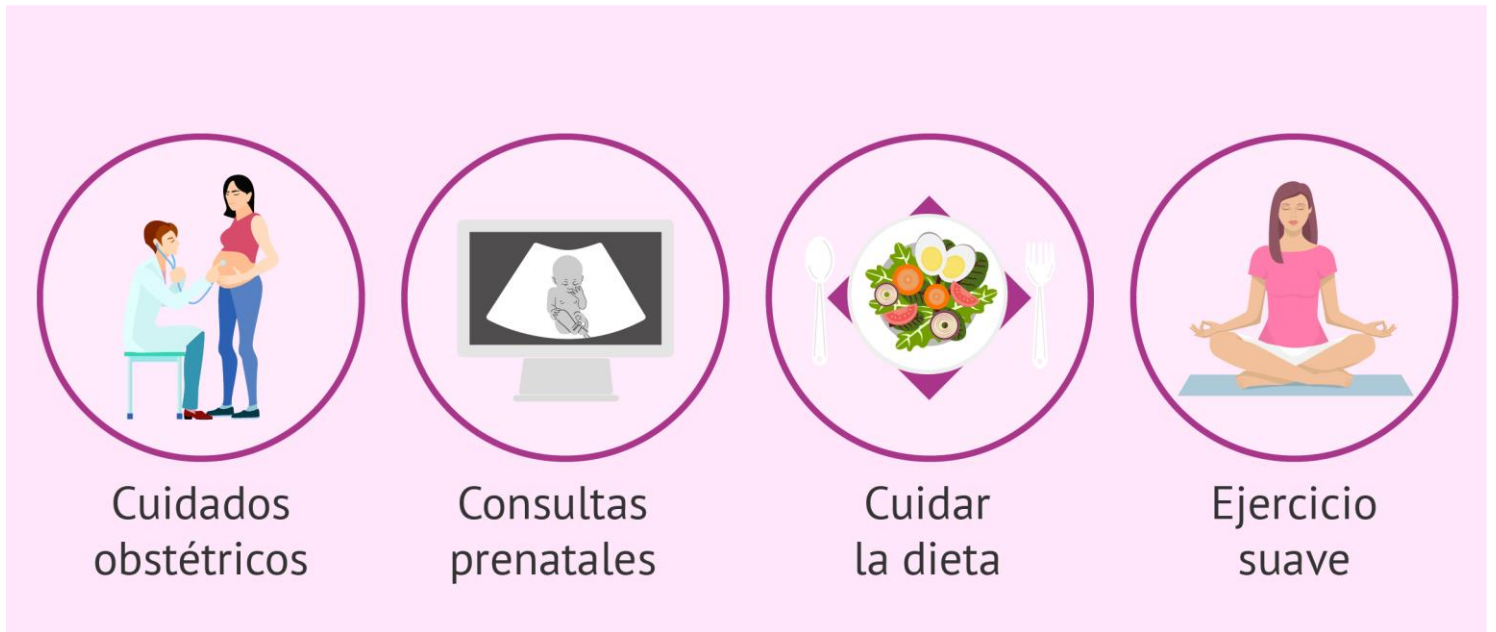 Cuidados
obstétricos
Consultas
prenatales
Cuidar
la dieta
Ejercicio
suave